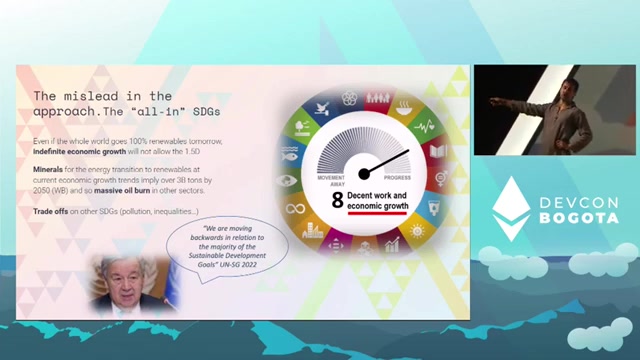 The mislead in the
approach.The "all-in" SDGs
Even if the whole world goes 100% renewables tomorrow,
indefinite economic growth will not allow the 1.5D
Minerals for the energy transition to renewables at
current economic growth trends imply over 3B tons by
2050 (WB) and so massive oil burn in other sectors.
Trade offs on other SDGs (pollution, inequalities...)
"We are moving
backwards in relation to
the majority of the
Sustainable Development
Goals" UN-SG 2022
MOVEMENT
AWAY
PROGRESS
8 Decent work and
economic growth
DEVCON
BOGOTA